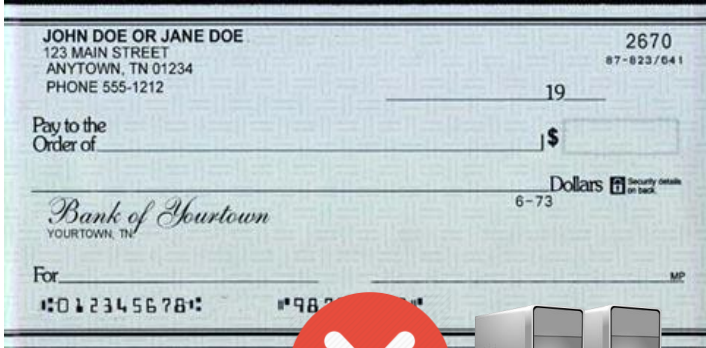 JOHN DOE OR JANE DOE
2670
123 MAIN STREET
87-823/641
ANYTOWN, TN 01234
PHONE 555-1212
19
Pay to the
Order of
$
Dollars
Security details
on back.
6-73
Bank of Yourtown
YOURTOWN, TN
For
MP
⑆012345678⑆ ⑈98